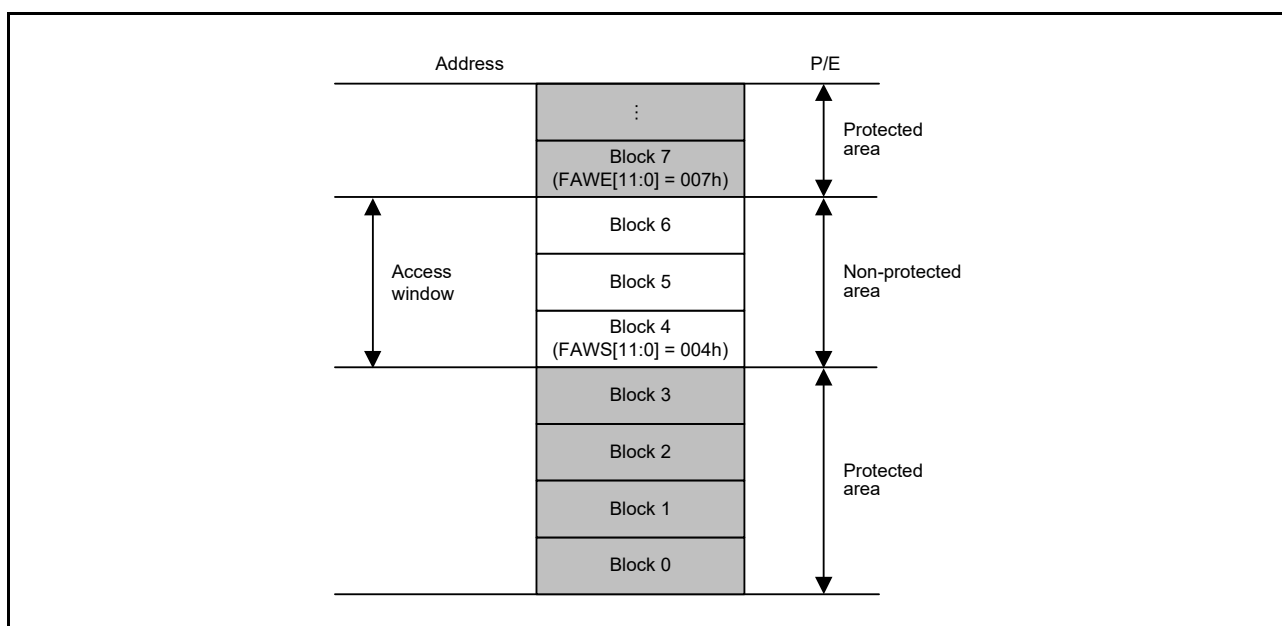 Address
P/E
⋮
Protected
area
Block 7
(FAWE[11:0] = 007h)
Block 6
Access
window
Block 5
Non-protected
area
Block 4
(FAWS[11:0] = 004h)
Block 3
Block 2
Protected
area
Block 1
Block 0